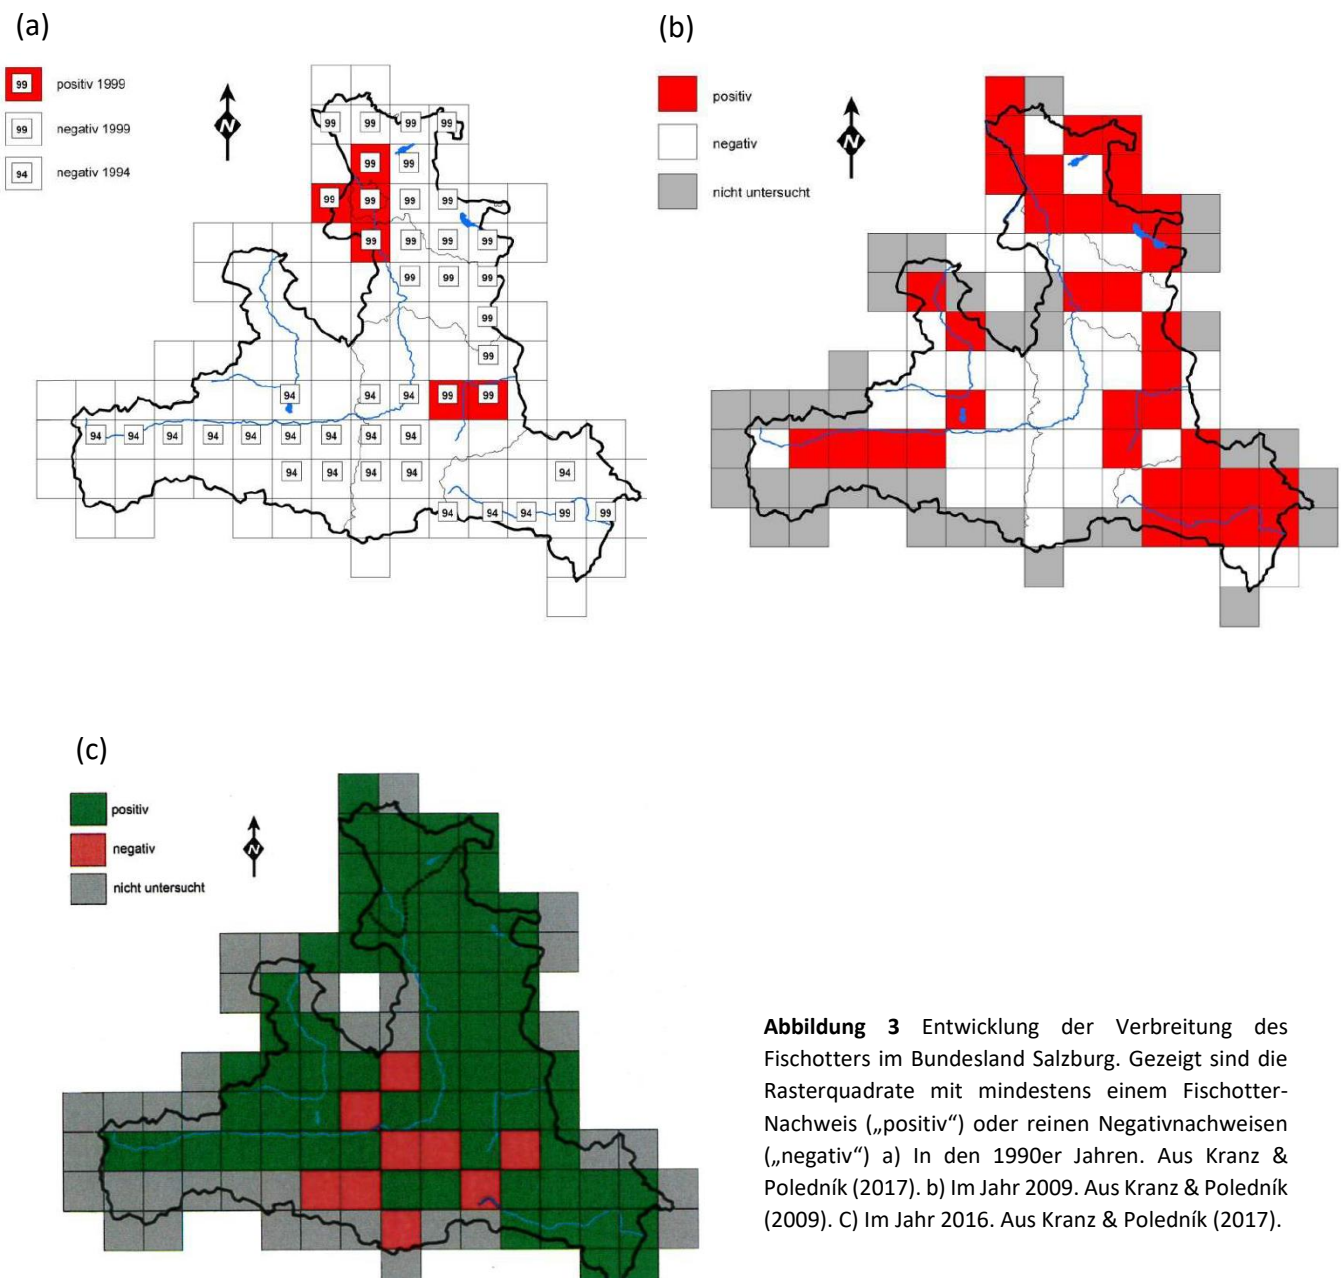 (a)
99 positiv 1999
99 negativ 1999
94 negativ 1994
N
99 99 99 99
99 99
99 99 99 99
99 99 99 99
99 99 99
99
99
94 94 94 99 99
94 94 94 94 94 94 94 94 94
94 94 94 94 94
94 94 94 99 99
(b)
positiv
negativ
nicht untersucht
N
(c)
positiv
negativ
nicht untersucht
N
Abbildung 3 Entwicklung der Verbreitung des
Fischotters im Bundesland Salzburg. Gezeigt sind die
Rasterquadrate mit mindestens einem Fischotter-
Nachweis („positiv“) oder reinen Negativnachweisen
(„negativ“) a) In den 1990er Jahren. Aus Kranz &
Poledník (2017). b) Im Jahr 2009. Aus Kranz & Poledník
(2009). C) Im Jahr 2016. Aus Kranz & Poledník (2017).